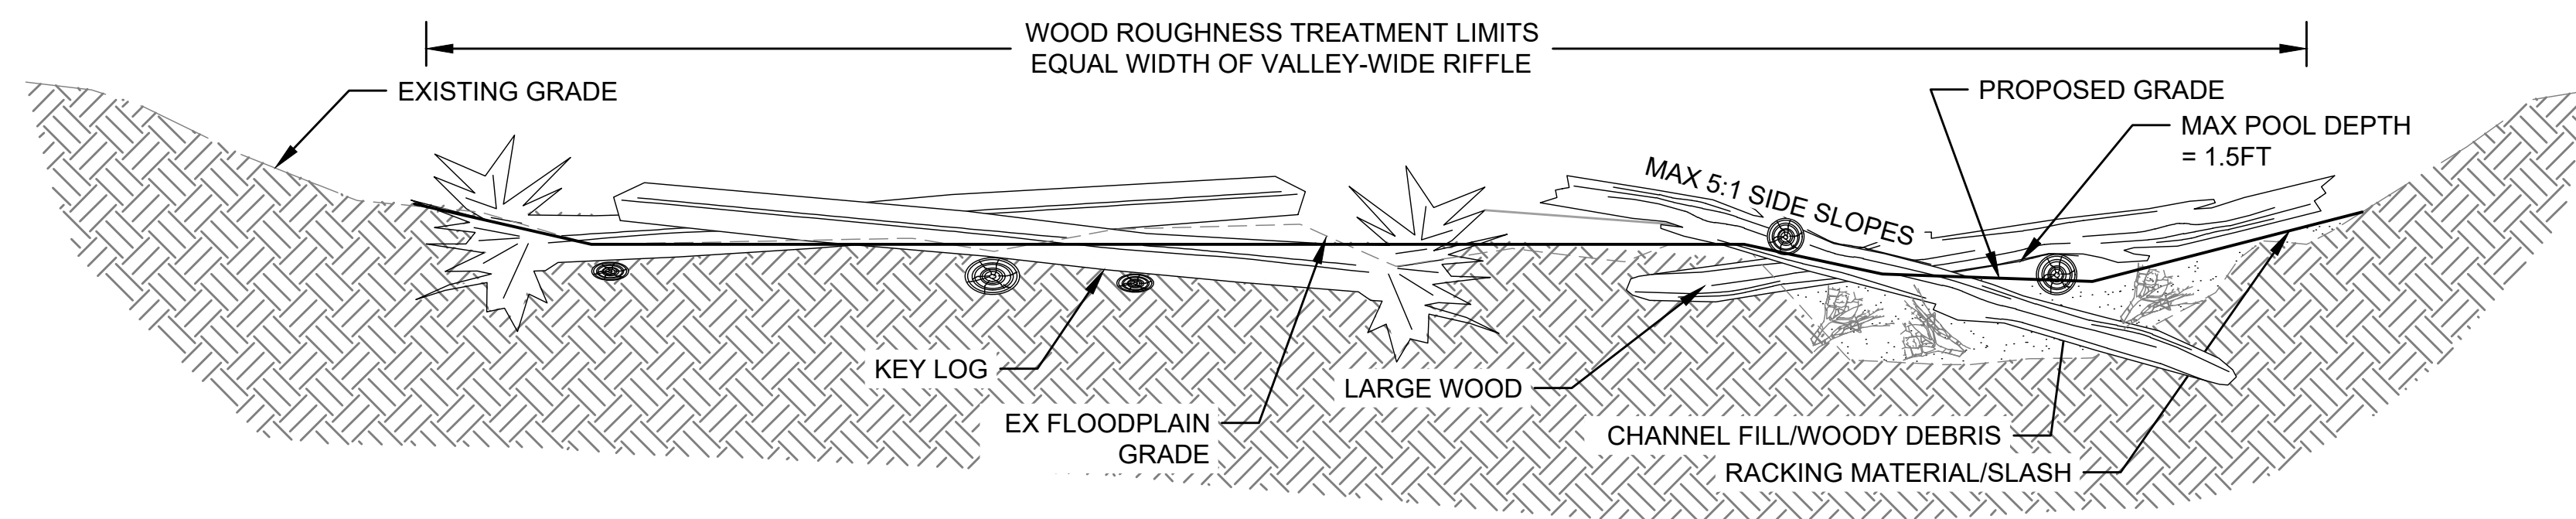 WOOD ROUGHNESS TREATMENT LIMITS
EQUAL WIDTH OF VALLEY-WIDE RIFFLE
EXISTING GRADE
PROPOSED GRADE
MAX POOL DEPTH
= 1.5FT
MAX 5:1 SIDE SLOPES
KEY LOG
LARGE WOOD
EX FLOODPLAIN
GRADE
CHANNEL FILL/WOODY DEBRIS
RACKING MATERIAL/SLASH